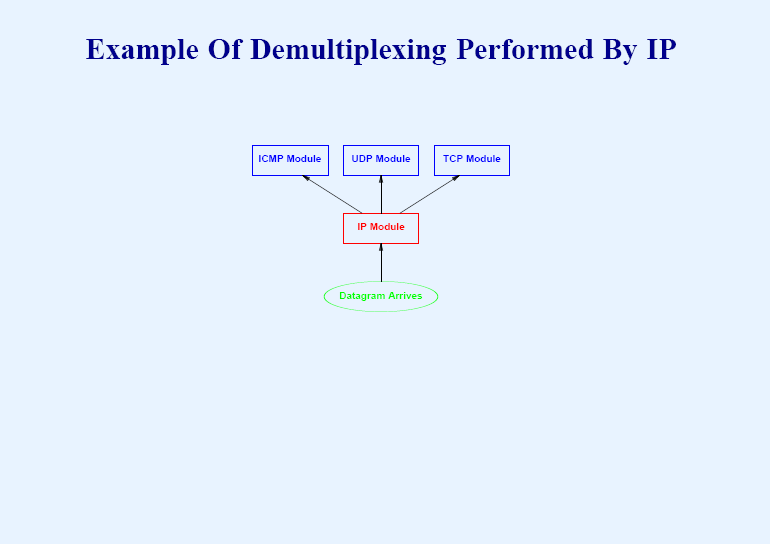 Example Of Demultiplexing Performed By IP
ICMP Module
UDP Module
TCP Module
IP Module
Datagram Arrives